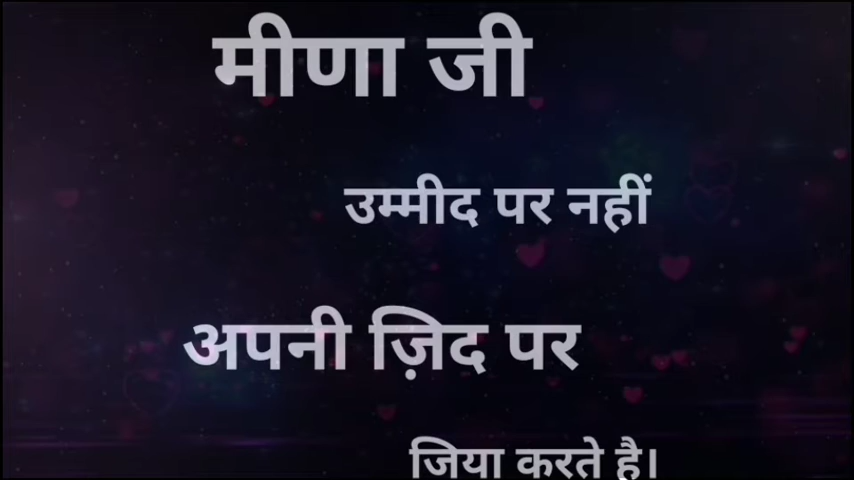 मीणा जी
उम्मीद पर नहीं
अपनी ज़िद पर
जिया करते है।